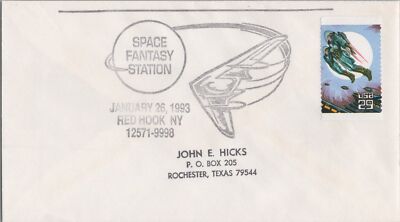 SPACE
FANTASY
STATION
JANUARY 26, 1993
RED HOOK NY
12571-9998
USA
29
JOHN E. HICKS
P. O. BOX 205
ROCHESTER, TEXAS 79544